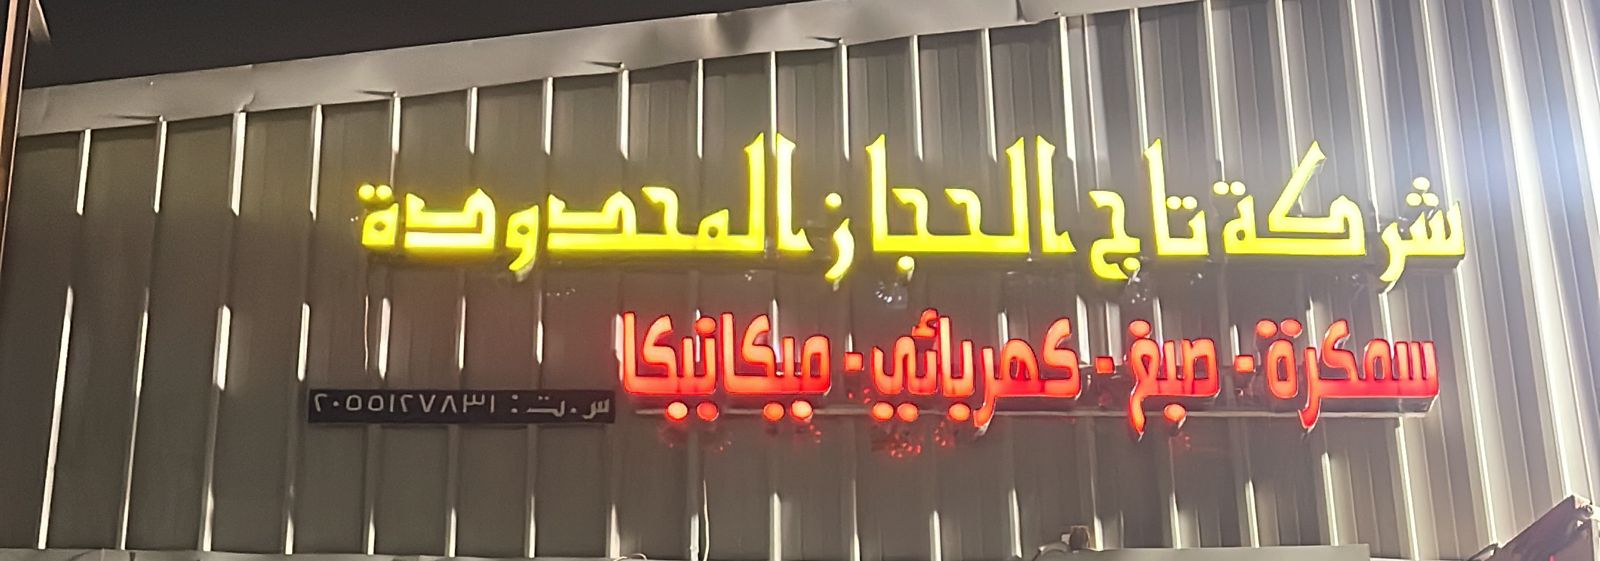 شركة تاج الحجاز المحدودة
سمكرة - صبغ - كهربائي - ميكانيكا
س.ت: ٢٠٥٥١٢٧٨٣١